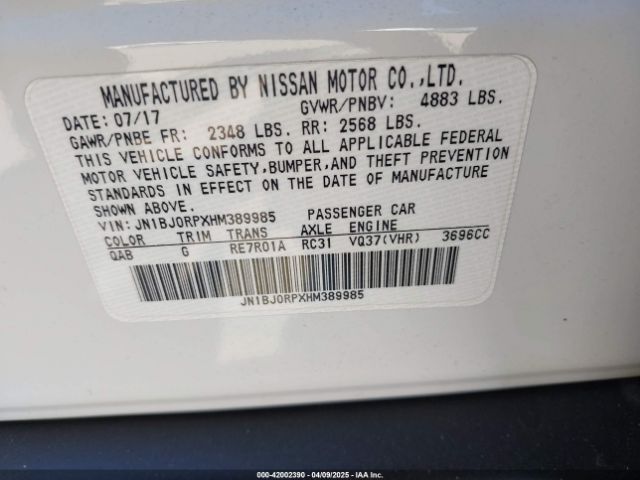 MANUFACTURED BY NISSAN MOTOR CO.,LTD.
DATE: 07/17 GVWR/PNBV: 4883 LBS.
GAWR/PNBE FR: 2348 LBS. RR: 2568 LBS.
THIS VEHICLE CONFORMS TO ALL APPLICABLE FEDERAL
MOTOR VEHICLE SAFETY,BUMPER,AND THEFT PREVENTION
STANDARDS IN EFFECT ON THE DATE OF MANUFACTURE
SHOWN ABOVE.
VIN: JN1BJ0RPXHM389985 PASSENGER CAR
COLOR TRIM TRANS AXLE ENGINE
QAB G RE7R01A RC31 VQ37(VHR) 3696CC
JN1BJ0RPXHM389985
000-42002390 - 04/09/2025 - IAA Inc.